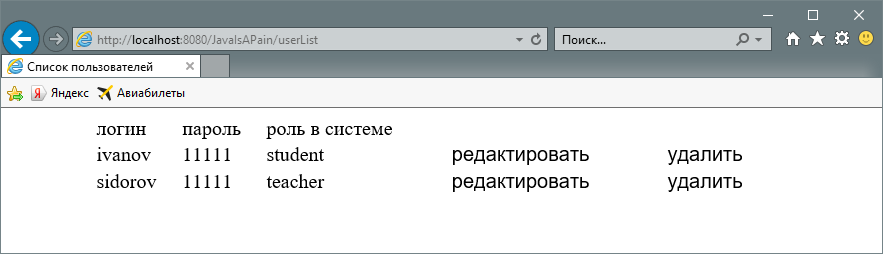 http://localhost:8080/JavaIsAPain/userList
Поиск...
Список пользователей
Яндекс Авиабилеты
логин пароль роль в системе
ivanov 11111 student редактировать удалить
sidorov 11111 teacher редактировать удалить